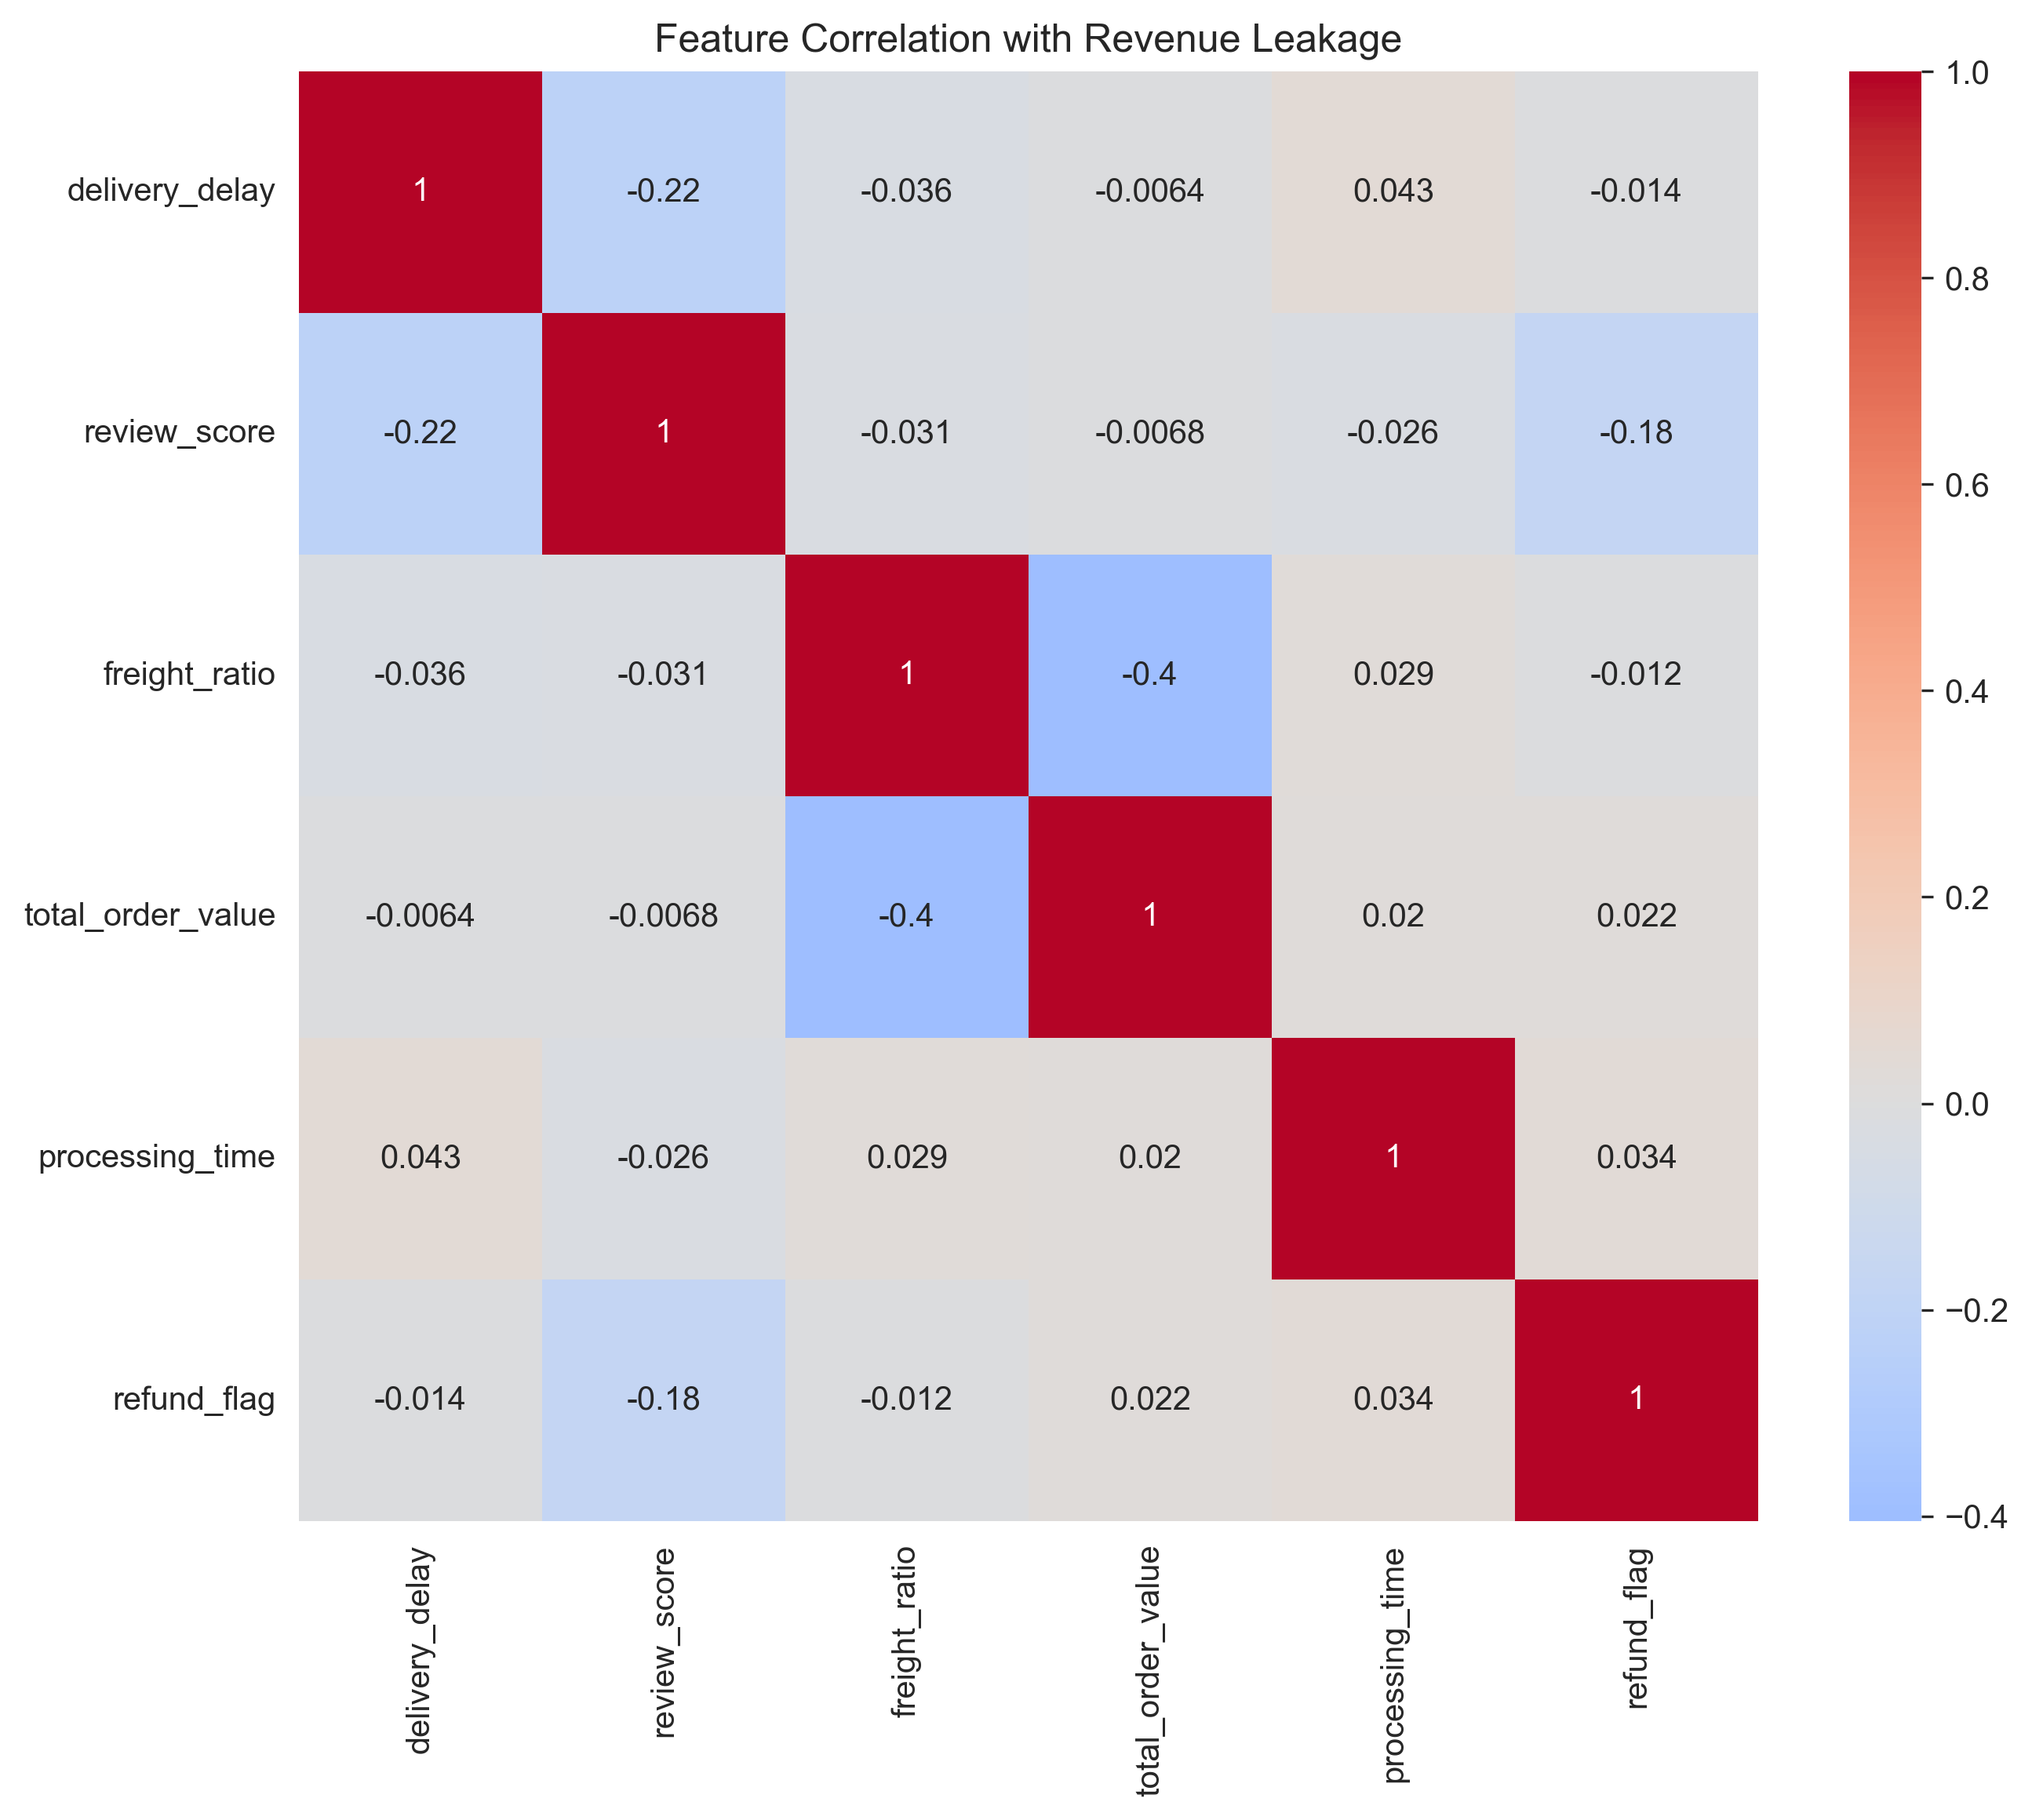 Feature Correlation with Revenue Leakage
delivery_delay 1 -0.22 -0.036 -0.0064 0.043 -0.014
review_score -0.22 1 -0.031 -0.0068 -0.026 -0.18
freight_ratio -0.036 -0.031 1 -0.4 0.029 -0.012
total_order_value -0.0064 -0.0068 -0.4 1 0.02 0.022
processing_time 0.043 -0.026 0.029 0.02 1 0.034
refund_flag -0.014 -0.18 -0.012 0.022 0.034 1
delivery_delay
review_score
freight_ratio
total_order_value
processing_time
refund_flag
1.0
0.8
0.6
0.4
0.2
0.0
−0.2
−0.4